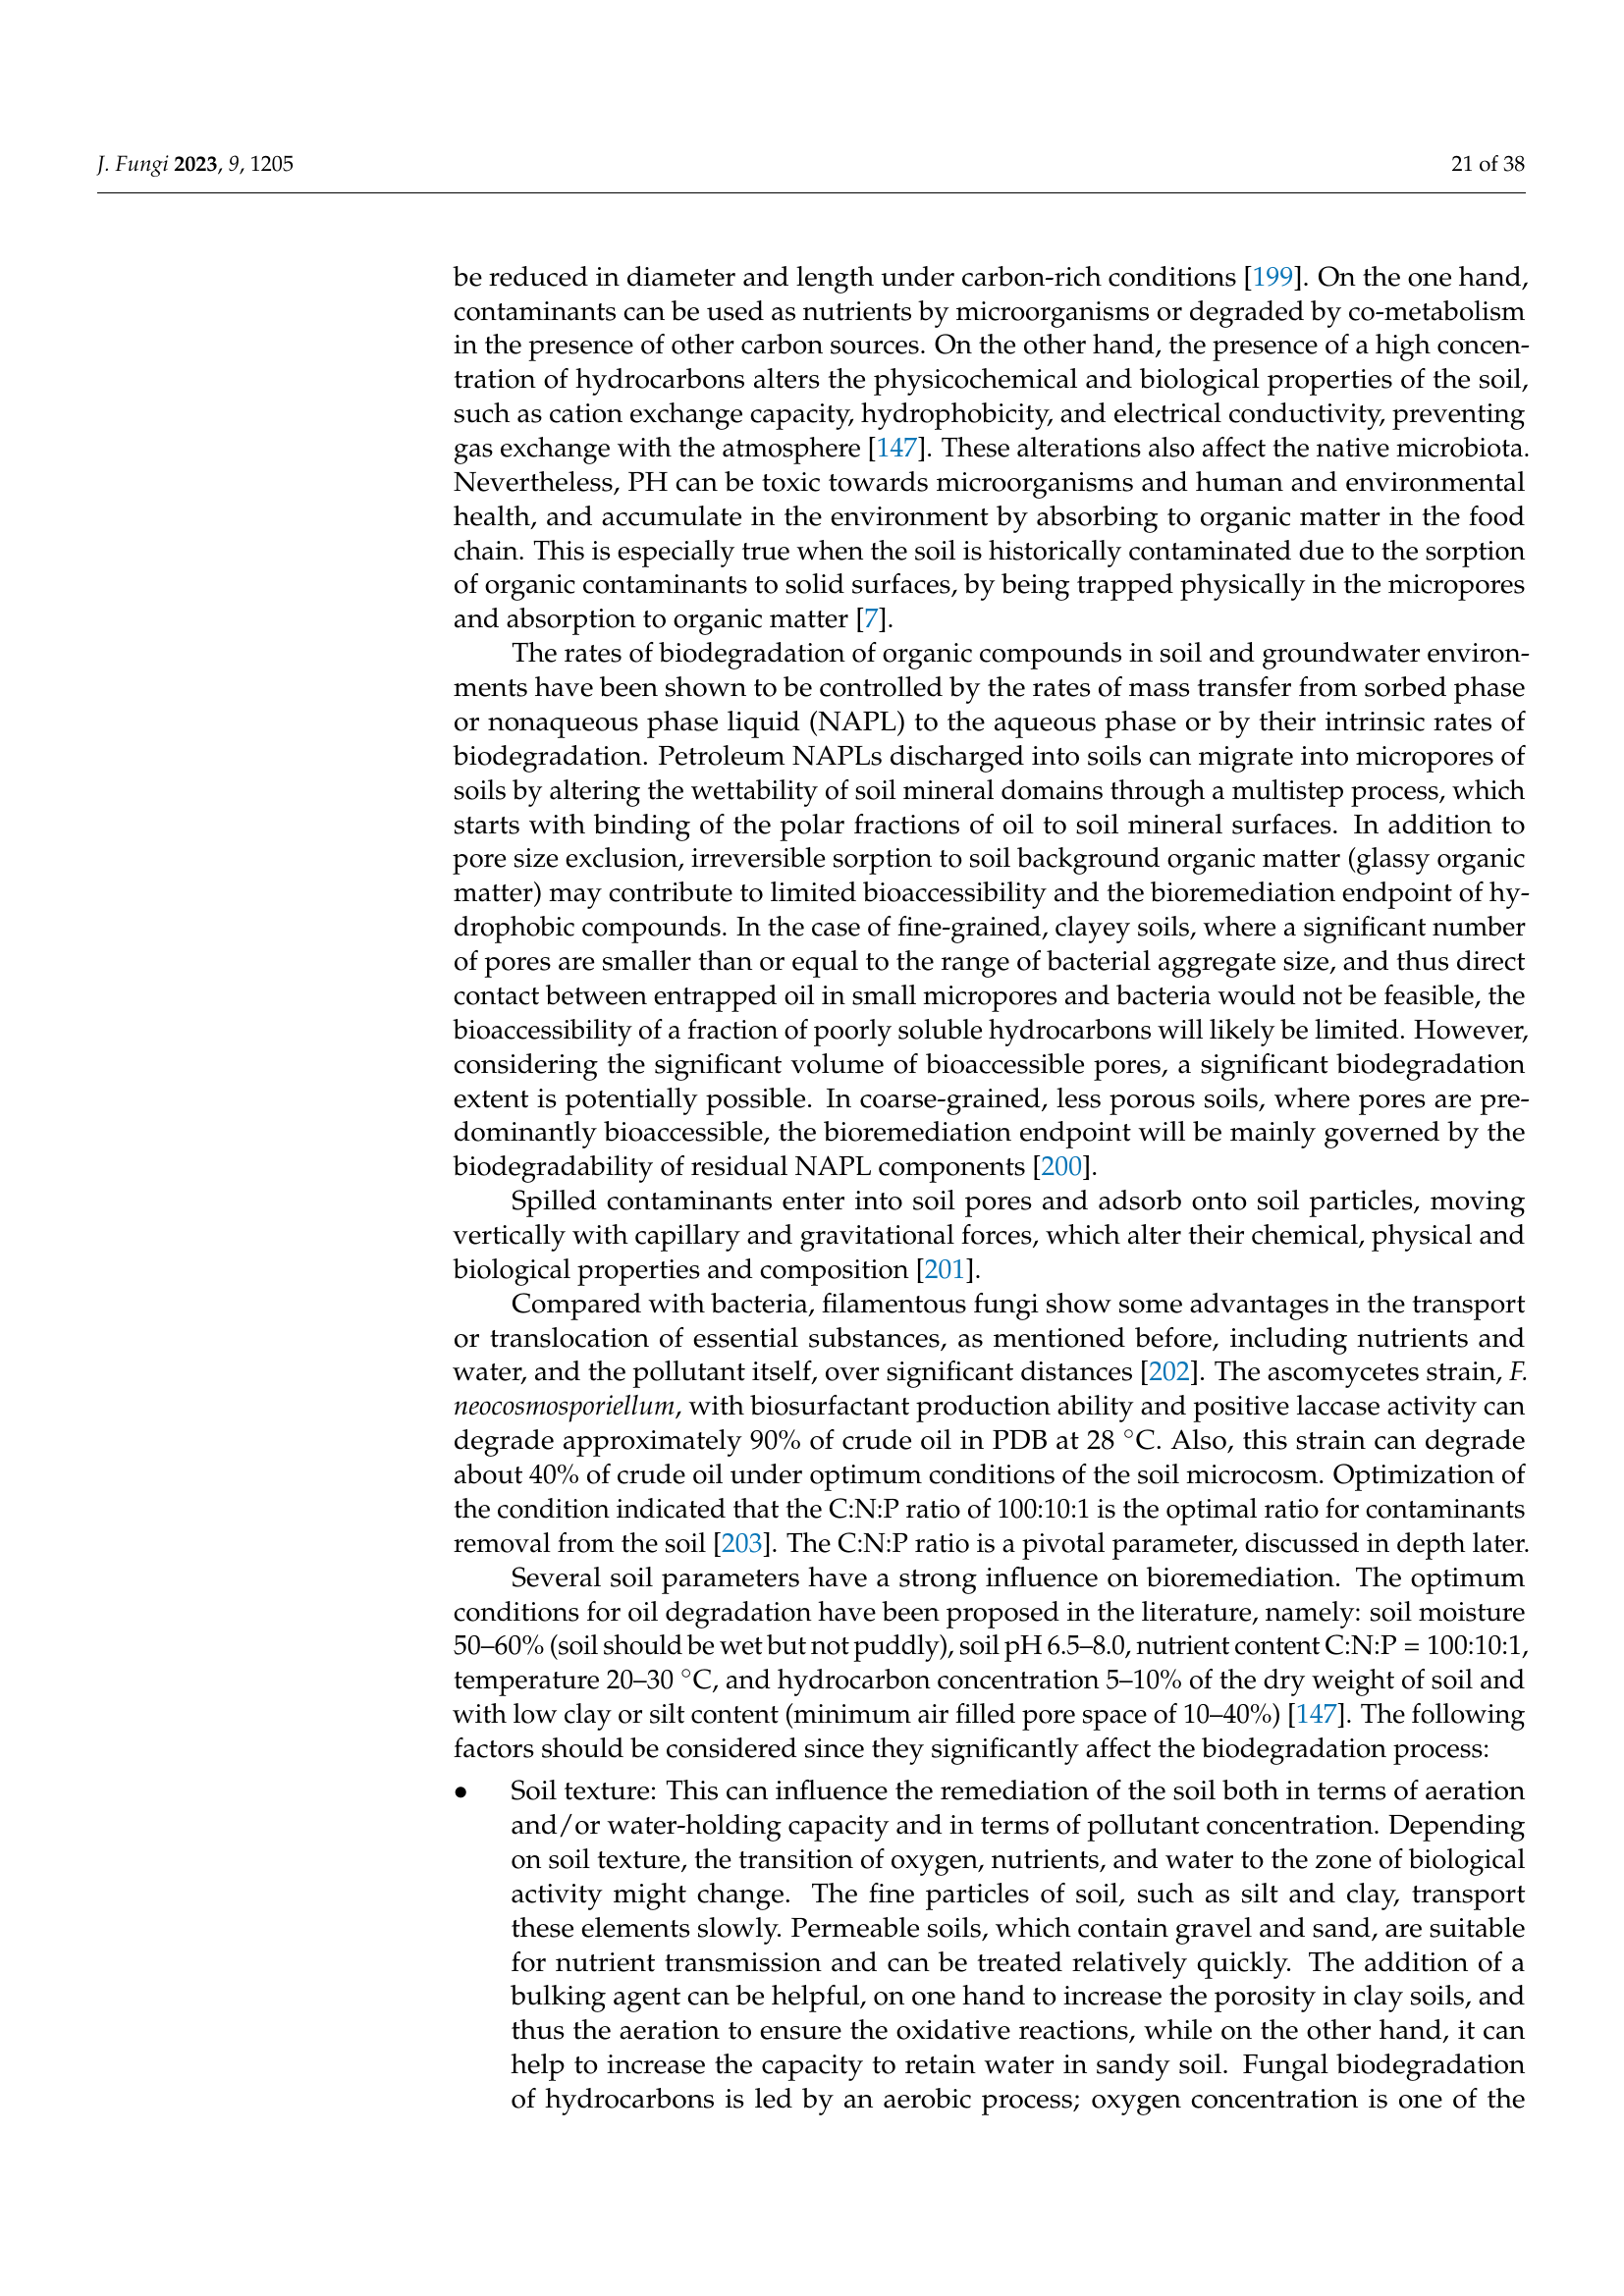 J. Fungi 2023, 9, 1205
21 of 38
be reduced in diameter and length under carbon-rich conditions [199]. On the one hand,
contaminants can be used as nutrients by microorganisms or degraded by co-metabolism
in the presence of other carbon sources. On the other hand, the presence of a high concen-
tration of hydrocarbons alters the physicochemical and biological properties of the soil,
such as cation exchange capacity, hydrophobicity, and electrical conductivity, preventing
gas exchange with the atmosphere [147]. These alterations also affect the native microbiota.
Nevertheless, PH can be toxic towards microorganisms and human and environmental
health, and accumulate in the environment by absorbing to organic matter in the food
chain. This is especially true when the soil is historically contaminated due to the sorption
of organic contaminants to solid surfaces, by being trapped physically in the micropores
and absorption to organic matter [7].
The rates of biodegradation of organic compounds in soil and groundwater environ-
ments have been shown to be controlled by the rates of mass transfer from sorbed phase
or nonaqueous phase liquid (NAPL) to the aqueous phase or by their intrinsic rates of
biodegradation. Petroleum NAPLs discharged into soils can migrate into micropores of
soils by altering the wettability of soil mineral domains through a multistep process, which
starts with binding of the polar fractions of oil to soil mineral surfaces. In addition to
pore size exclusion, irreversible sorption to soil background organic matter (glassy organic
matter) may contribute to limited bioaccessibility and the bioremediation endpoint of hy-
drophobic compounds. In the case of fine-grained, clayey soils, where a significant number
of pores are smaller than or equal to the range of bacterial aggregate size, and thus direct
contact between entrapped oil in small micropores and bacteria would not be feasible, the
bioaccessibility of a fraction of poorly soluble hydrocarbons will likely be limited. However,
considering the significant volume of bioaccessible pores, a significant biodegradation
extent is potentially possible. In coarse-grained, less porous soils, where pores are pre-
dominantly bioaccessible, the bioremediation endpoint will be mainly governed by the
biodegradability of residual NAPL components [200].
Spilled contaminants enter into soil pores and adsorb onto soil particles, moving
vertically with capillary and gravitational forces, which alter their chemical, physical and
biological properties and composition [201].
Compared with bacteria, filamentous fungi show some advantages in the transport
or translocation of essential substances, as mentioned before, including nutrients and
water, and the pollutant itself, over significant distances [202]. The ascomycetes strain, F.
neocosmosporiellum, with biosurfactant production ability and positive laccase activity can
degrade approximately 90% of crude oil in PDB at 28 °C. Also, this strain can degrade
about 40% of crude oil under optimum conditions of the soil microcosm. Optimization of
the condition indicated that the C:N:P ratio of 100:10:1 is the optimal ratio for contaminants
removal from the soil [203]. The C:N:P ratio is a pivotal parameter, discussed in depth later.
Several soil parameters have a strong influence on bioremediation. The optimum
conditions for oil degradation have been proposed in the literature, namely: soil moisture
50–60% (soil should be wet but not puddly), soil pH 6.5–8.0, nutrient content C:N:P = 100:10:1,
temperature 20–30 °C, and hydrocarbon concentration 5–10% of the dry weight of soil and
with low clay or silt content (minimum air filled pore space of 10–40%) [147]. The following
factors should be considered since they significantly affect the biodegradation process:
• Soil texture: This can influence the remediation of the soil both in terms of aeration
and/or water-holding capacity and in terms of pollutant concentration. Depending
on soil texture, the transition of oxygen, nutrients, and water to the zone of biological
activity might change. The fine particles of soil, such as silt and clay, transport
these elements slowly. Permeable soils, which contain gravel and sand, are suitable
for nutrient transmission and can be treated relatively quickly. The addition of a
bulking agent can be helpful, on one hand to increase the porosity in clay soils, and
thus the aeration to ensure the oxidative reactions, while on the other hand, it can
help to increase the capacity to retain water in sandy soil. Fungal biodegradation
of hydrocarbons is led by an aerobic process; oxygen concentration is one of the